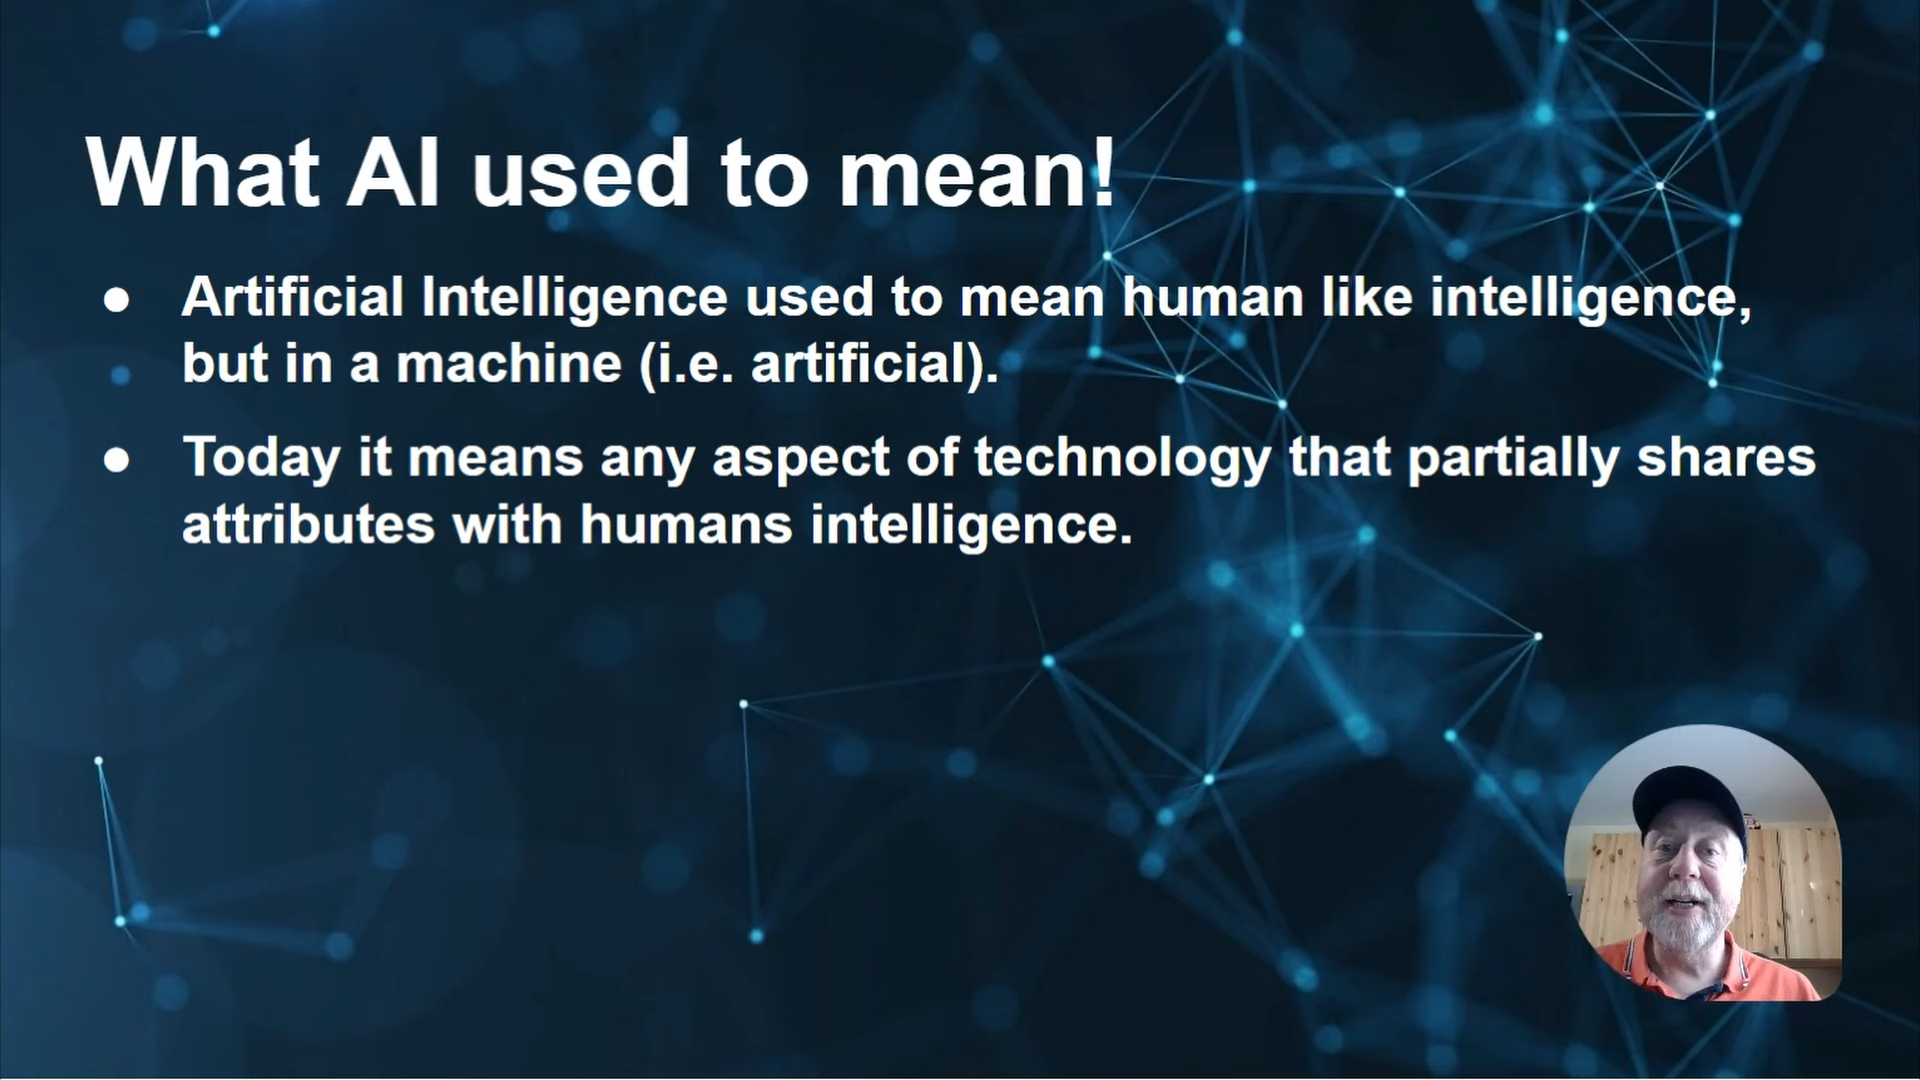 What AI used to mean!
● Artificial Intelligence used to mean human like intelligence,
but in a machine (i.e. artificial).
● Today it means any aspect of technology that partially shares
attributes with humans intelligence.